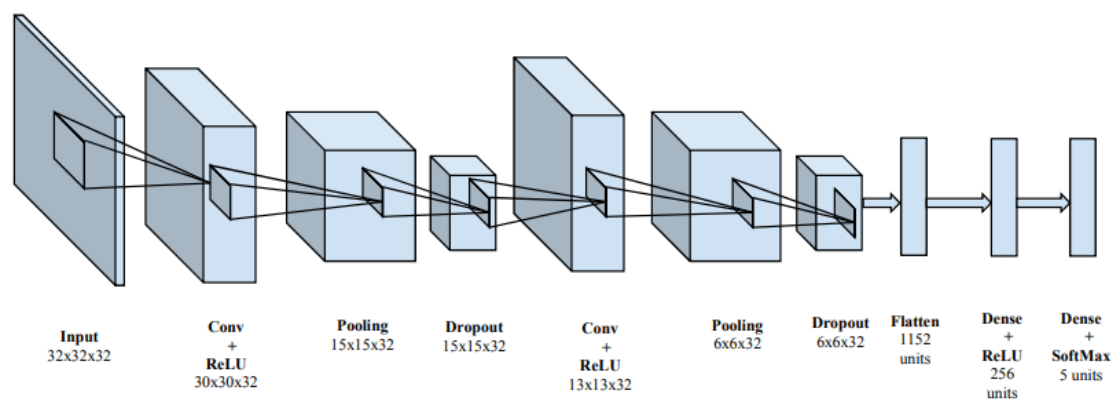 Input
32x32x32
Conv
+
ReLU
30x30x32
Pooling
15x15x32
Dropout
15x15x32
Conv
+
ReLU
13x13x32
Pooling
6x6x32
Dropout
6x6x32
Flatten
1152
units
Dense
+
ReLU
256
units
Dense
+
SoftMax
5 units